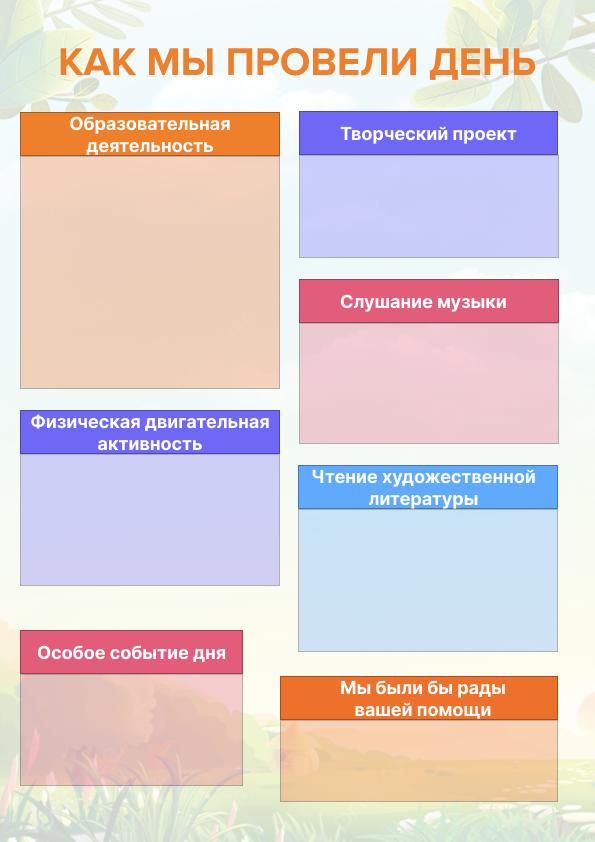 КАК МЫ ПРОВЕЛИ ДЕНЬ
Образовательная
деятельность
Творческий проект
Слушание музыки
Физическая двигательная
активность
Чтение художественной
литературы
Особое событие дня
Мы были бы рады
вашей помощи